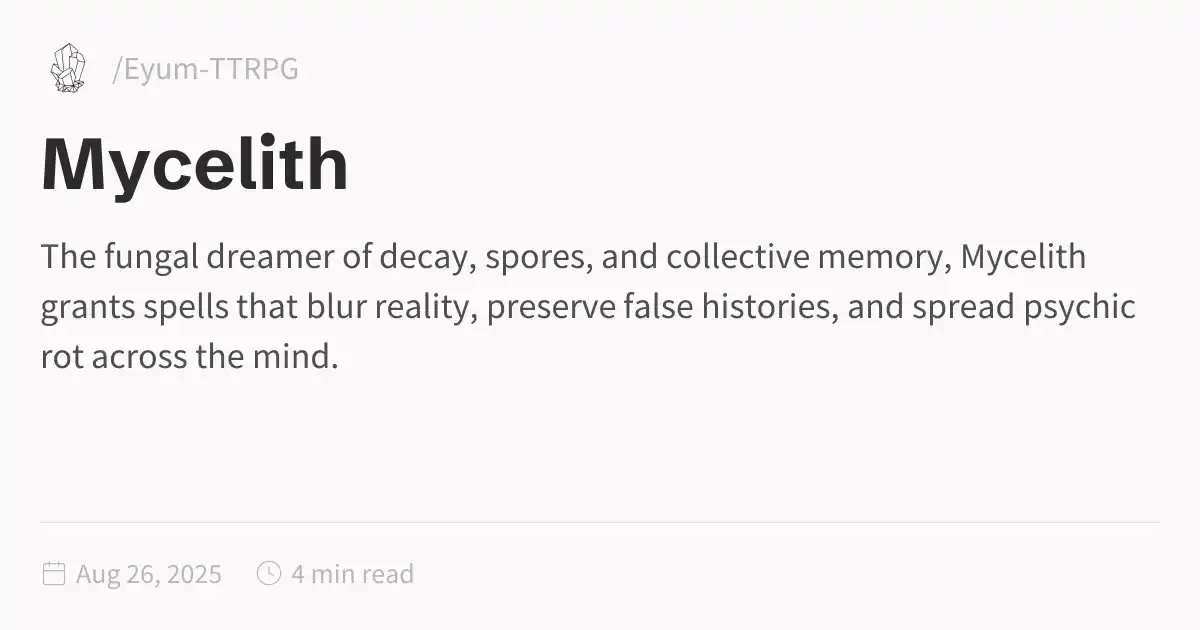 /Eyum-TTRPG
Mycelith
The fungal dreamer of decay, spores, and collective memory, Mycelith
grants spells that blur reality, preserve false histories, and spread psychic
rot across the mind.
Aug 26, 2025 4 min read